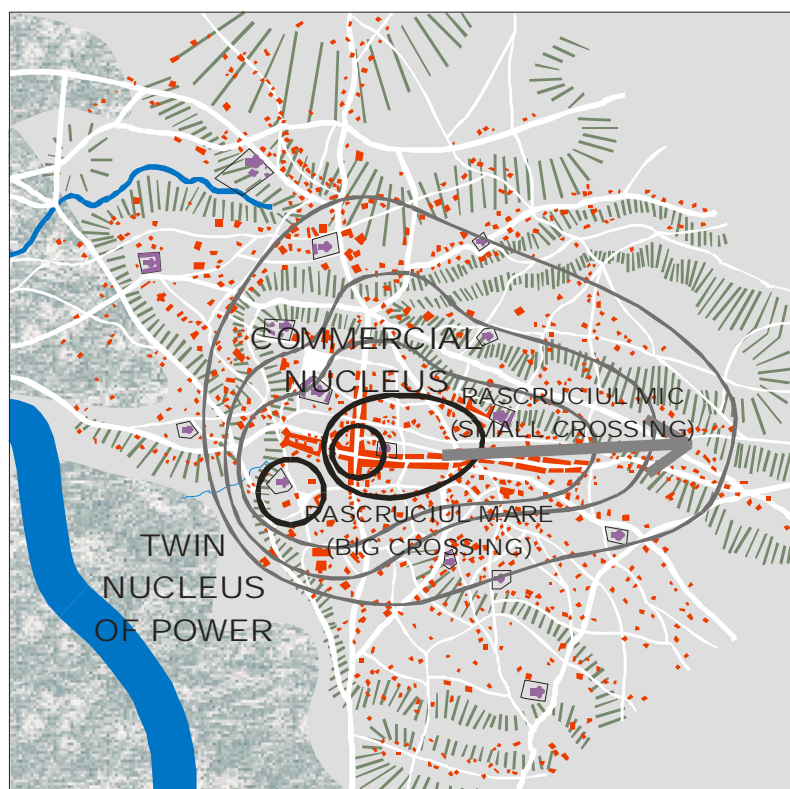 COMMERCIAL
NUCLEUS
RASCRUCIUL MIC
(SMALL CROSSING)
RASCRUCIUL MARE
(BIG CROSSING)
TWIN
NUCLEUS
OF POWER